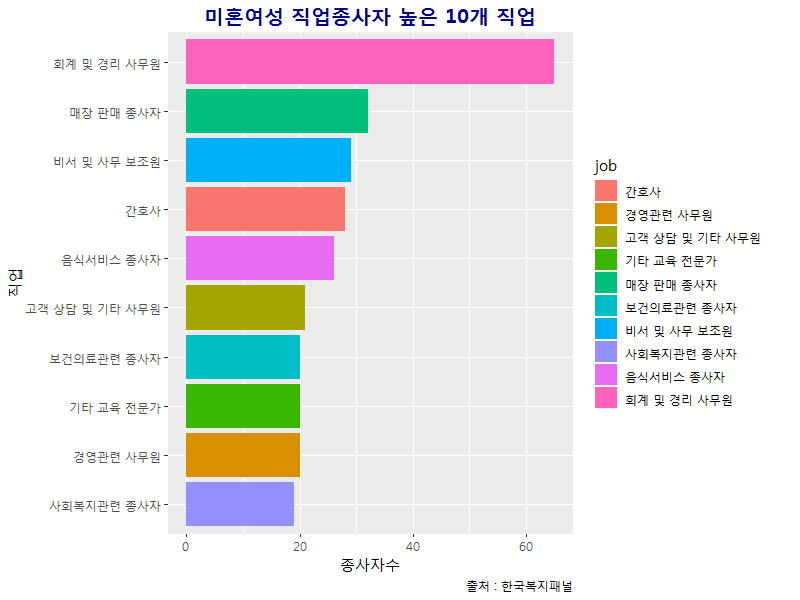 미혼여성 직업종사자 높은 10개 직업
직업
회계 및 경리 사무원
매장 판매 종사자
비서 및 사무 보조원
간호사
음식서비스 종사자
고객 상담 및 기타 사무원
보건의료관련 종사자
기타 교육 전문가
경영관련 사무원
사회복지관련 종사자
0 20 40 60
종사자수
출처 : 한국복지패널
job
간호사
경영관련 사무원
고객 상담 및 기타 사무원
기타 교육 전문가
매장 판매 종사자
보건의료관련 종사자
비서 및 사무 보조원
사회복지관련 종사자
음식서비스 종사자
회계 및 경리 사무원